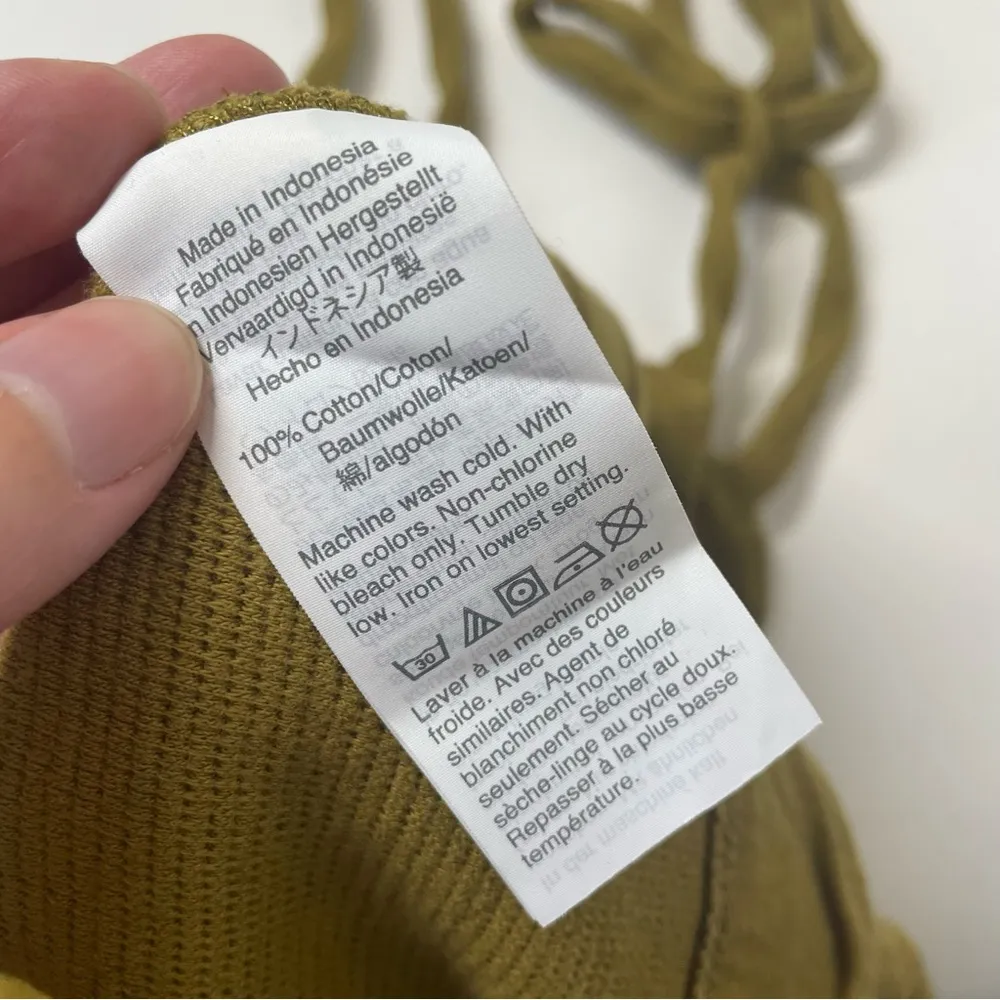 Made in Indonesia
Fabriqué en Indonésie
n Indonesien Hergestellt
Vervaardigd in Indonesië
インドネシア製
Hecho en Indonesia
100% Cotton/Coton/
Baumwolle/Katoen/
綿/algodón
Machine wash cold. With
like colors. Non-chlorine
bleach only. Tumble dry
low. Iron on lowest setting.
30
Laver à la machine à l'eau
froide. Avec des couleurs
similaires. Agent de
blanchiment non chloré
seulement. Sécher au
sèche-linge au cycle doux.
Repasser à la plus basse
température.